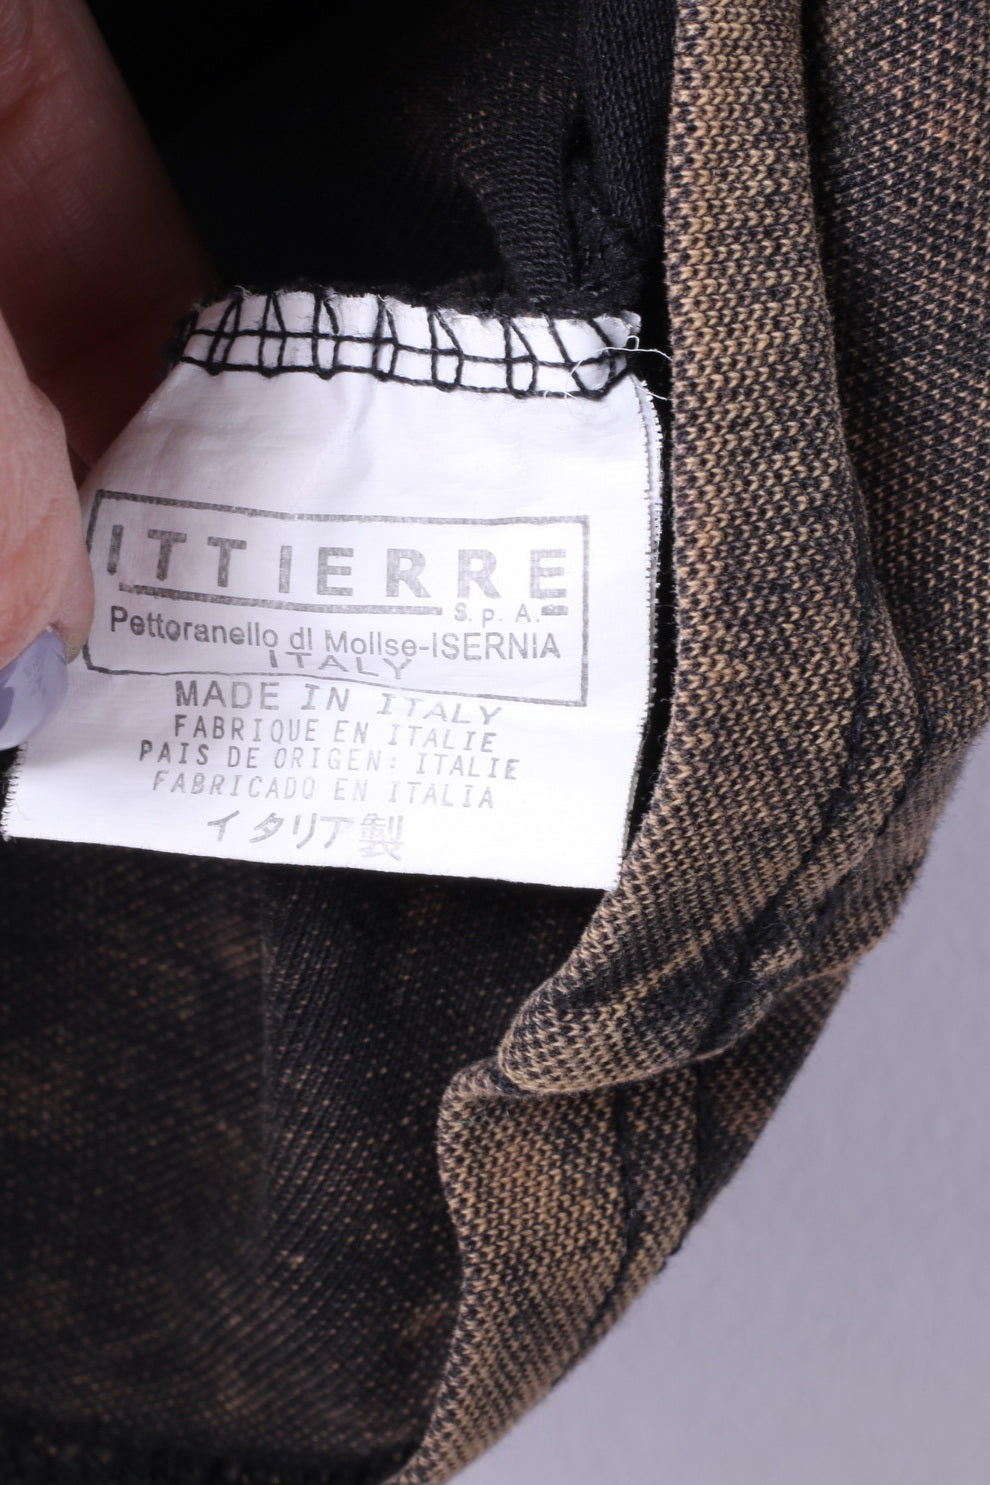 ITTIERRE
S.p.A.
Pettoranello di Molise-ISERNIA
ITALY
MADE IN ITALY
FABRIQUE EN ITALIE
PAIS DE ORIGEN: ITALIE
FABRICADO EN ITALIA
イタリア製